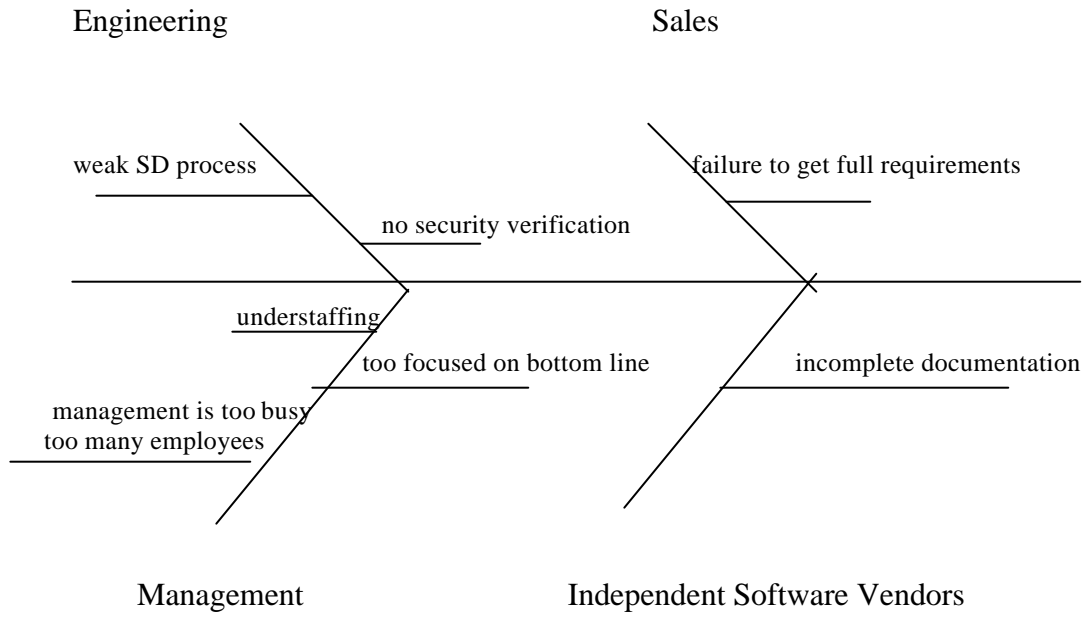 Engineering
Sales
weak SD process
failure to get full requirements
no security verification
understaffing
too focused on bottom line
incomplete documentation
management is too busy
too many employees
Management
Independent Software Vendors